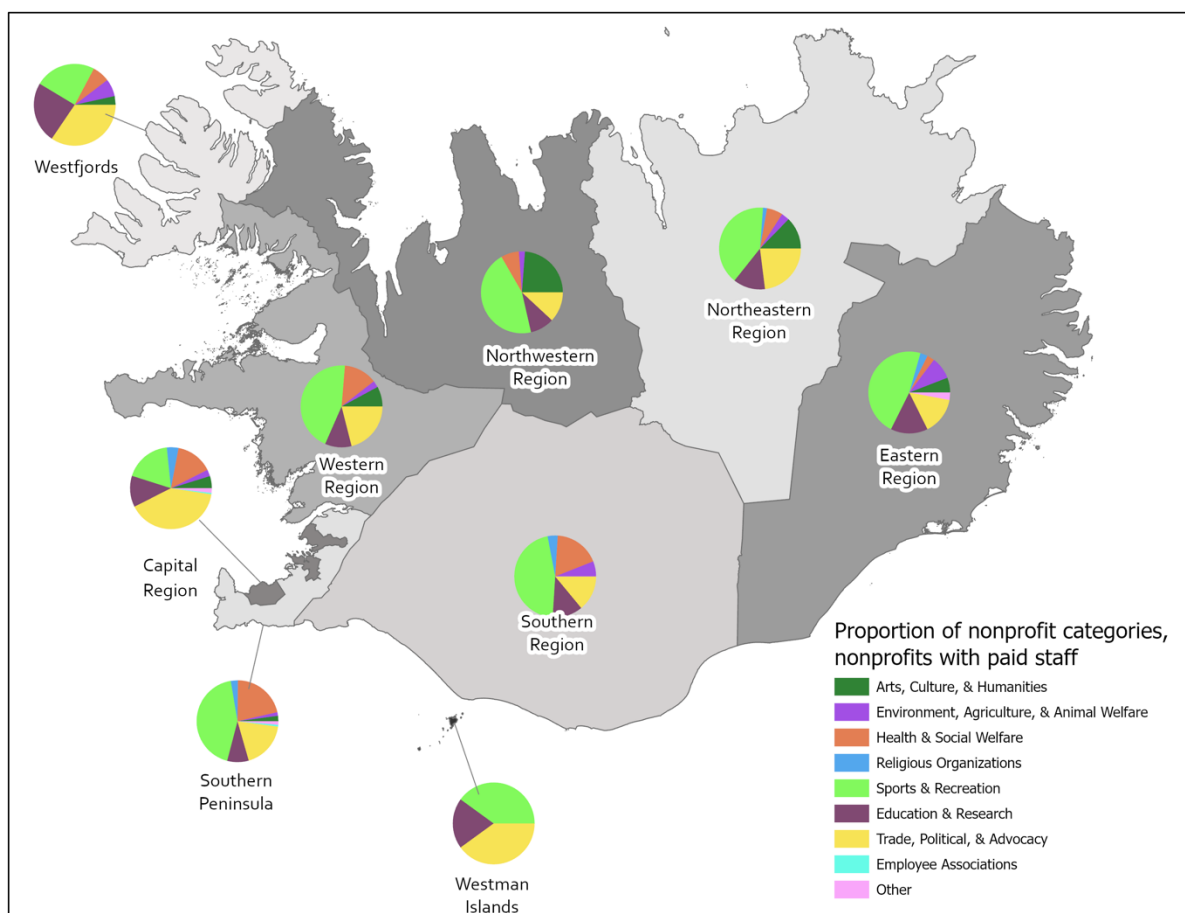 Westfjords
Northwestern
Region
Northeastern
Region
Western
Region
Eastern
Region
Capital
Region
Southern
Region
Southern
Peninsula
Westman
Islands
Proportion of nonprofit categories,
nonprofits with paid staff
Arts, Culture, & Humanities
Environment, Agriculture, & Animal Welfare
Health & Social Welfare
Religious Organizations
Sports & Recreation
Education & Research
Trade, Political, & Advocacy
Employee Associations
Other